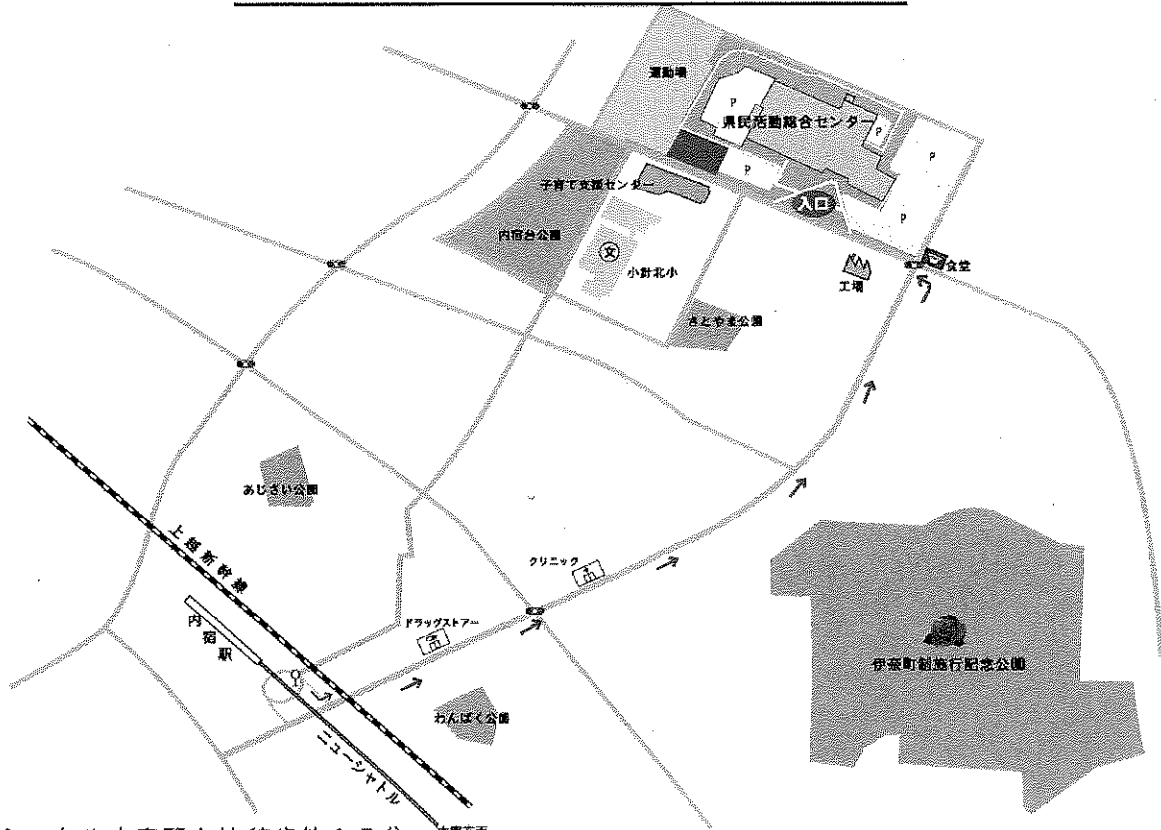 運動場
P
県民活動総合センター
P
P
子育て支援センター
P
入口
P
内宿台公園
文
小針北小
食堂
工場
さとやま公園
あじさい公園
上越新幹線
クリニック
内宿駅
ドラッグストア
伊奈町制施行記念公園
わんぱく公園
ニューシャトル